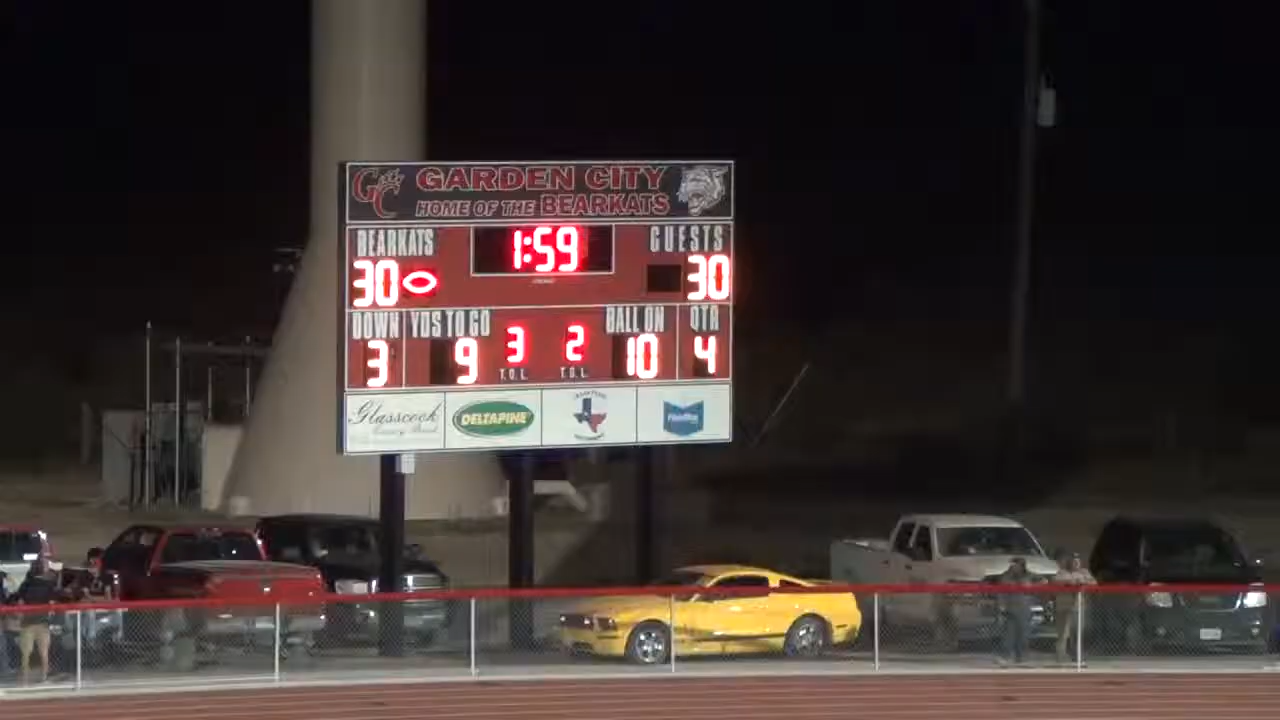 GC GARDEN CITY
HOME OF THE BEARKATS
BEARKATS 1:59 GUESTS
30 30
DOWN YDS TO GO BALL ON QTR
3 9 3 2 10 4
T.O.L. T.O.L.
Glasscock DELTAPINE